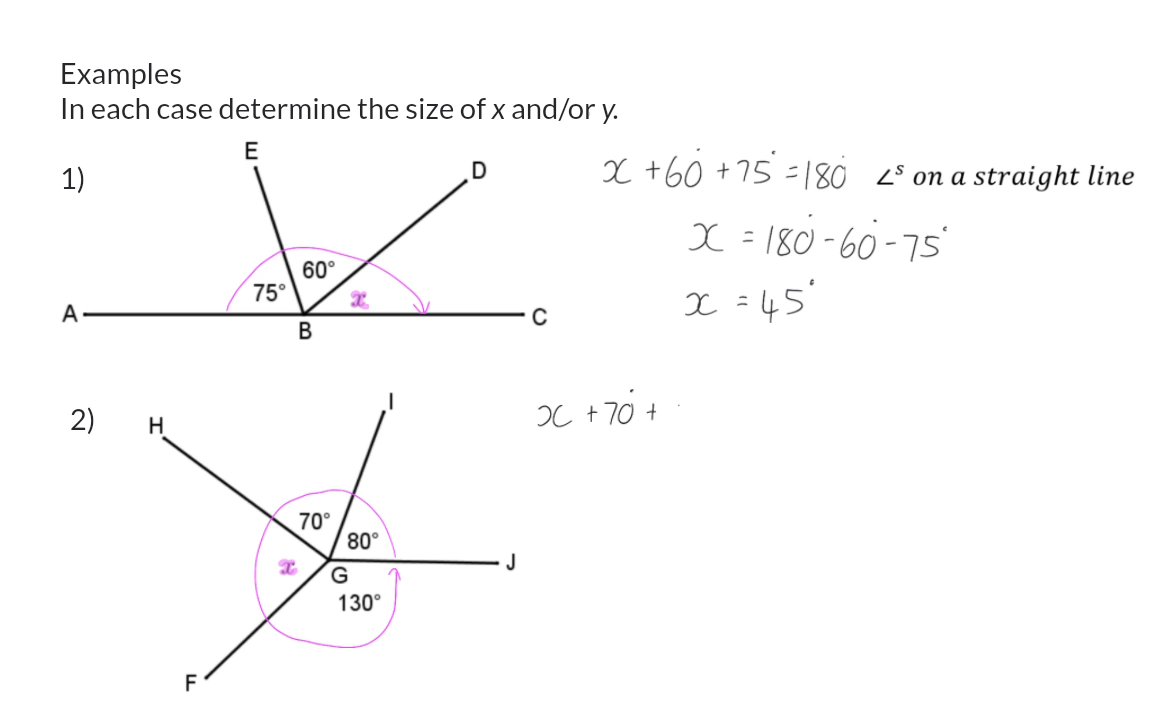 Examples
In each case determine the size of x and/or y.
1)
E
D
60°
75°
x
A
B
C
x + 60° + 75° = 180° ∠s on a straight line
x = 180° - 60° - 75°
x = 45°
2)
H
I
70°
80°
x
G
J
130°
F
x + 70° +